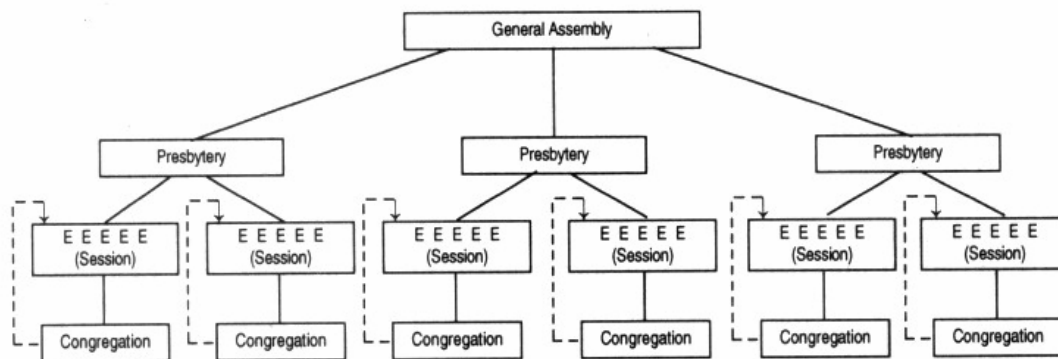 General Assembly
Presbytery
Presbytery
Presbytery
E E E E E
(Session)
E E E E E
(Session)
E E E E E
(Session)
E E E E E
(Session)
E E E E E
(Session)
E E E E E
(Session)
Congregation
Congregation
Congregation
Congregation
Congregation
Congregation